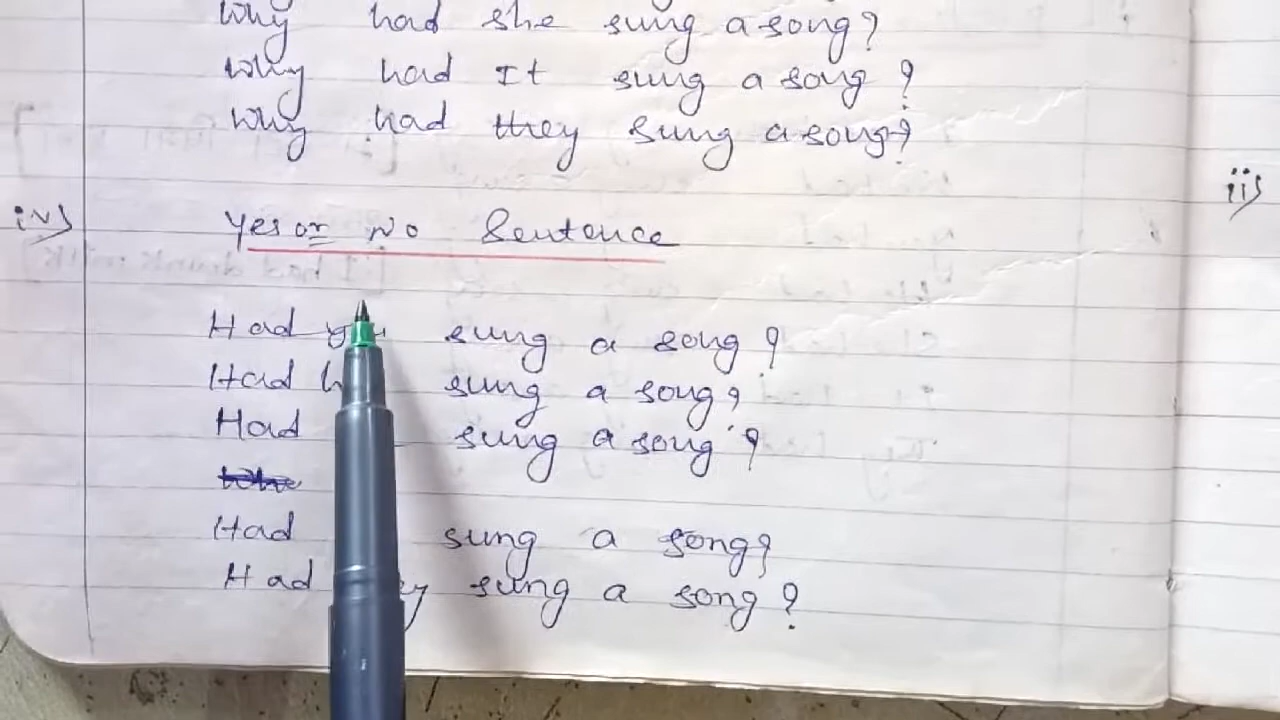 why had she sung a song?
why had It sung a song?
why had they sung a song?
iv) Yes or No Sentence
ii)
Had sung a song?
Had sung a song?
Had sung a song?
Had sung a song?
Had sung a song?